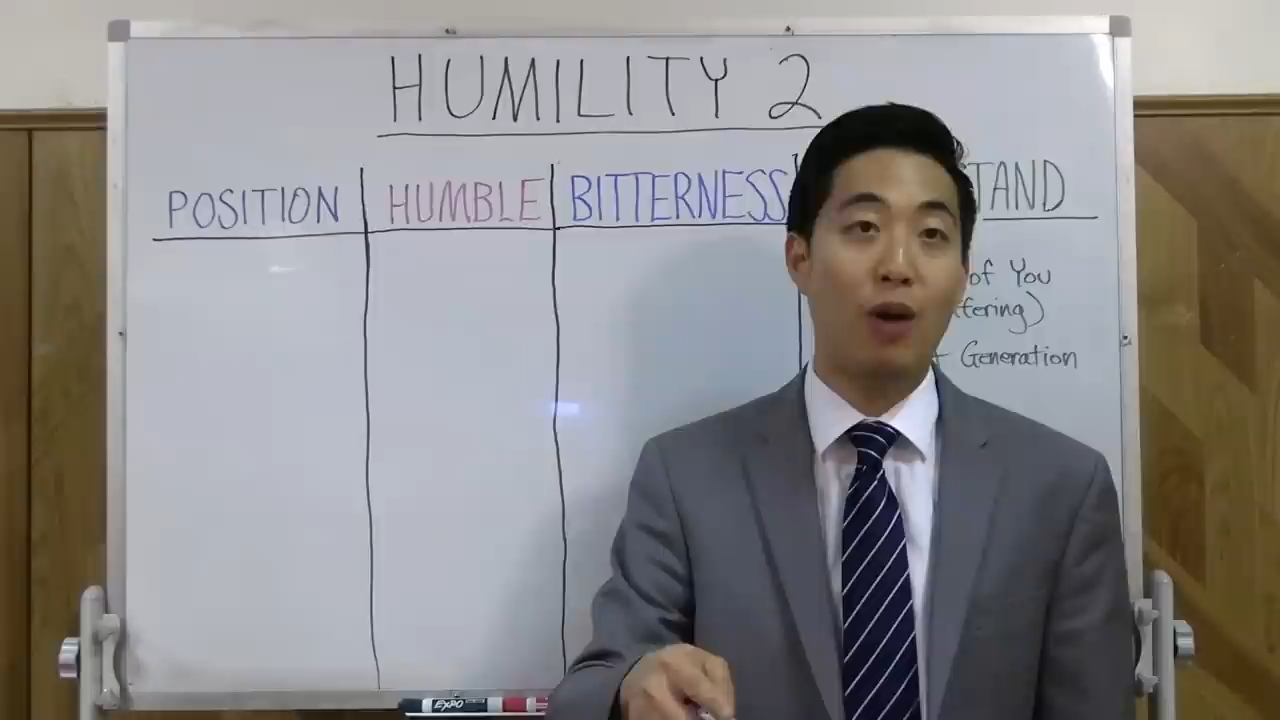 HUMILITY 2
POSITION HUMBLE BITTERNESS TAND
of You
fering)
Generation
EXPO